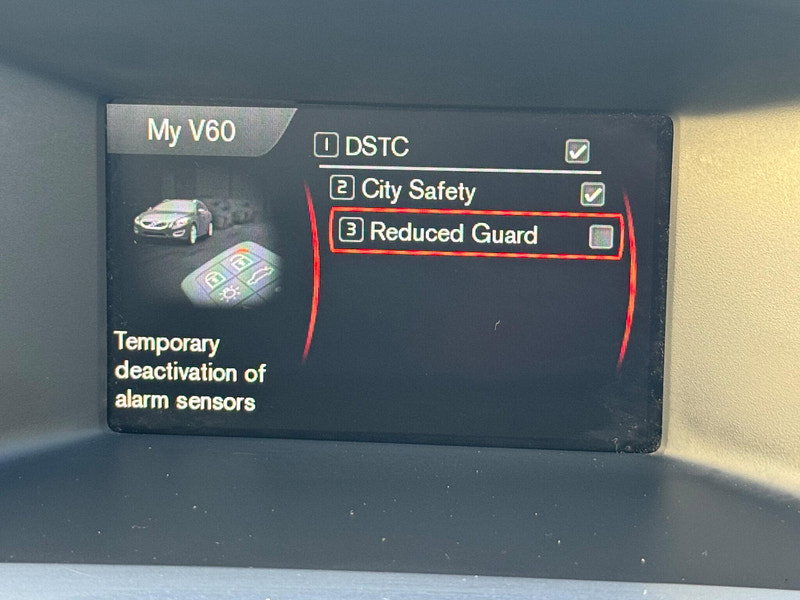 My V60
1 DSTC
2 City Safety
3 Reduced Guard
Temporary
deactivation of
alarm sensors